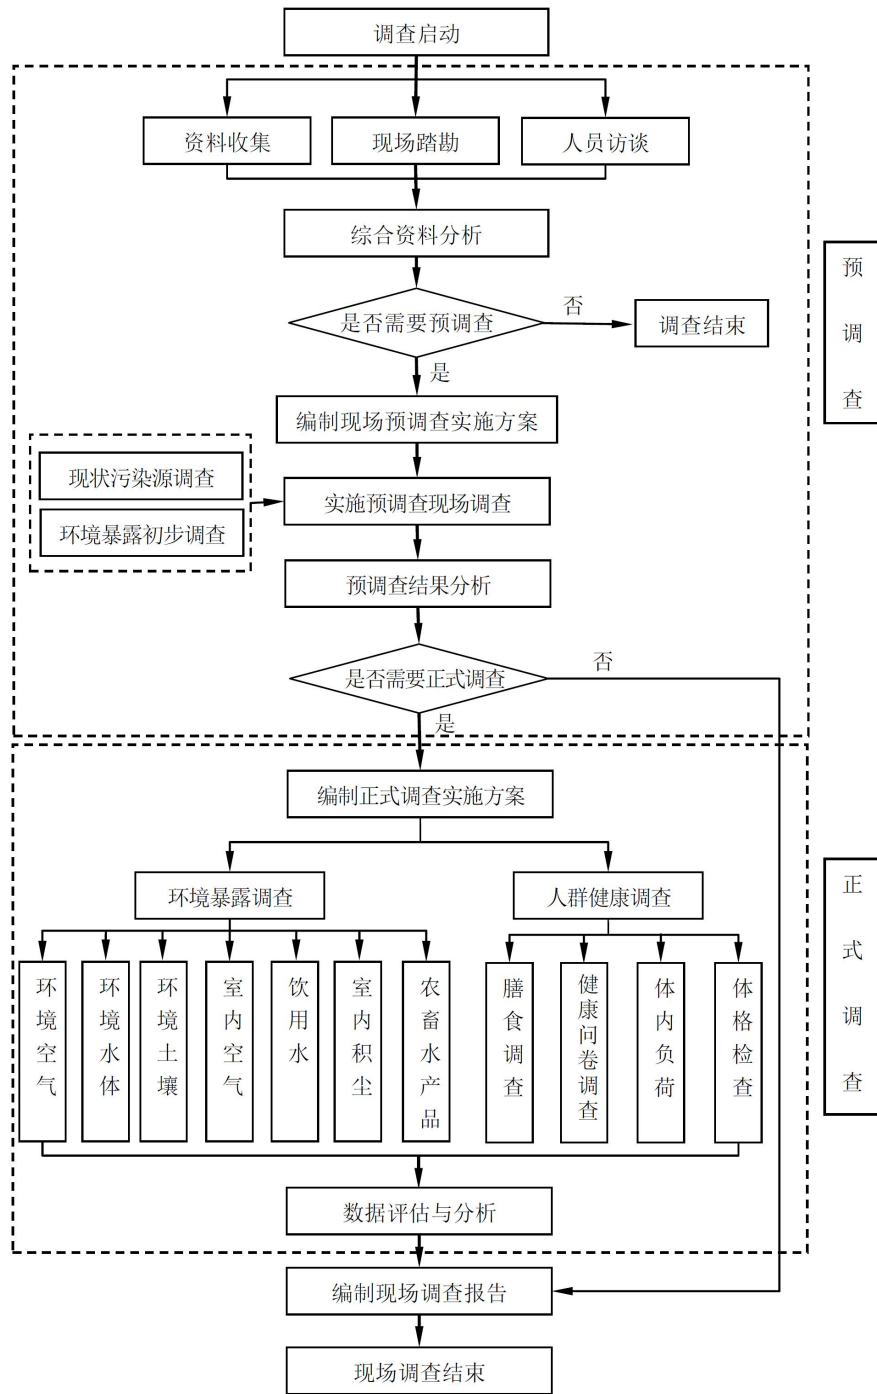 调查启动
资料收集
现场踏勘
人员访谈
综合资料分析
是否需要预调查
否
调查结束
是
编制现场预调查实施方案
现状污染源调查
环境暴露初步调查
实施预调查现场调查
预调查结果分析
是否需要正式调查
否
是
预调查
编制正式调查实施方案
环境暴露调查
人群健康调查
环境空气
环境水体
环境土壤
室内空气
饮用水
室内积尘
农畜水产品
膳食调查
健康问卷调查
体内负荷
体格检查
正式调查
数据评估与分析
编制现场调查报告
现场调查结束